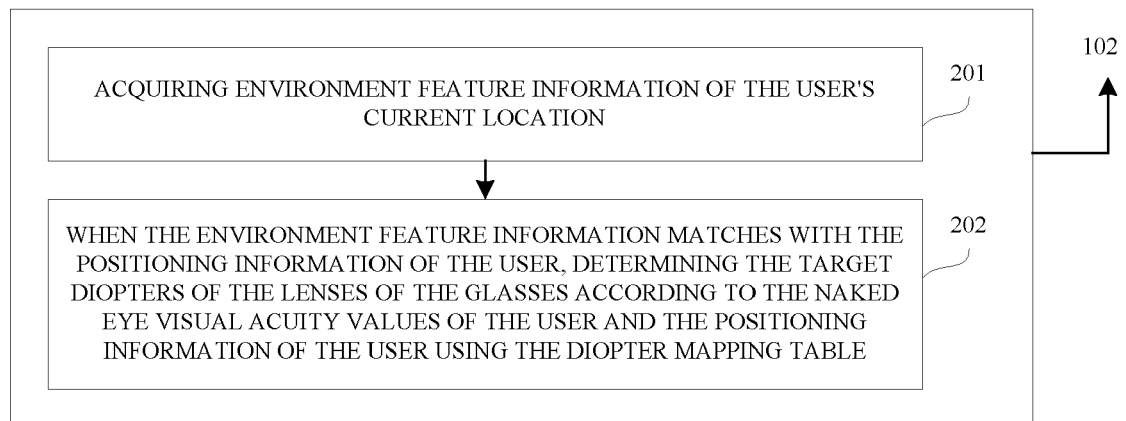 102
201
ACQUIRING ENVIRONMENT FEATURE INFORMATION OF THE USER'S
CURRENT LOCATION
202
WHEN THE ENVIRONMENT FEATURE INFORMATION MATCHES WITH THE
POSITIONING INFORMATION OF THE USER, DETERMINING THE TARGET
DIOPTERS OF THE LENSES OF THE GLASSES ACCORDING TO THE NAKED
EYE VISUAL ACUITY VALUES OF THE USER AND THE POSITIONING
INFORMATION OF THE USER USING THE DIOPTER MAPPING TABLE